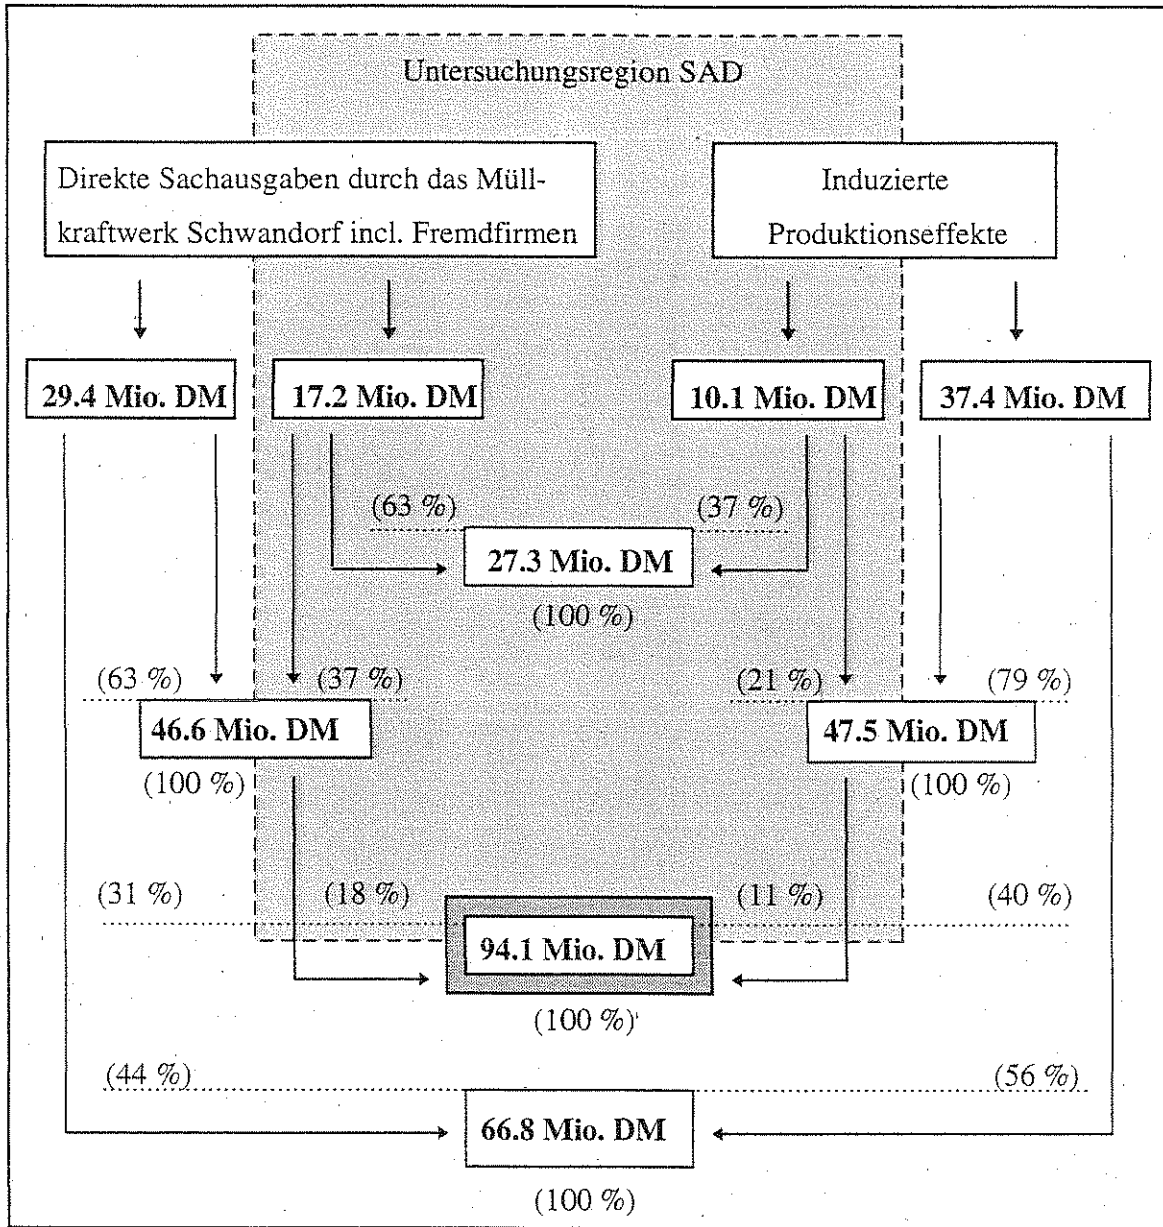 Untersuchungsregion SAD
Direkte Sachausgaben durch das Müll-
kraftwerk Schwandorf incl. Fremdfirmen
Induzierte
Produktionseffekte
29.4 Mio. DM
17.2 Mio. DM
10.1 Mio. DM
37.4 Mio. DM
(63 %)
(37 %)
27.3 Mio. DM
(100 %)
(63 %)
(37 %)
(21 %)
(79 %)
46.6 Mio. DM
47.5 Mio. DM
(100 %)
(100 %)
(31 %)
(18 %)
(11 %)
(40 %)
94.1 Mio. DM
(100 %)
(44 %)
(56 %)
66.8 Mio. DM
(100 %)